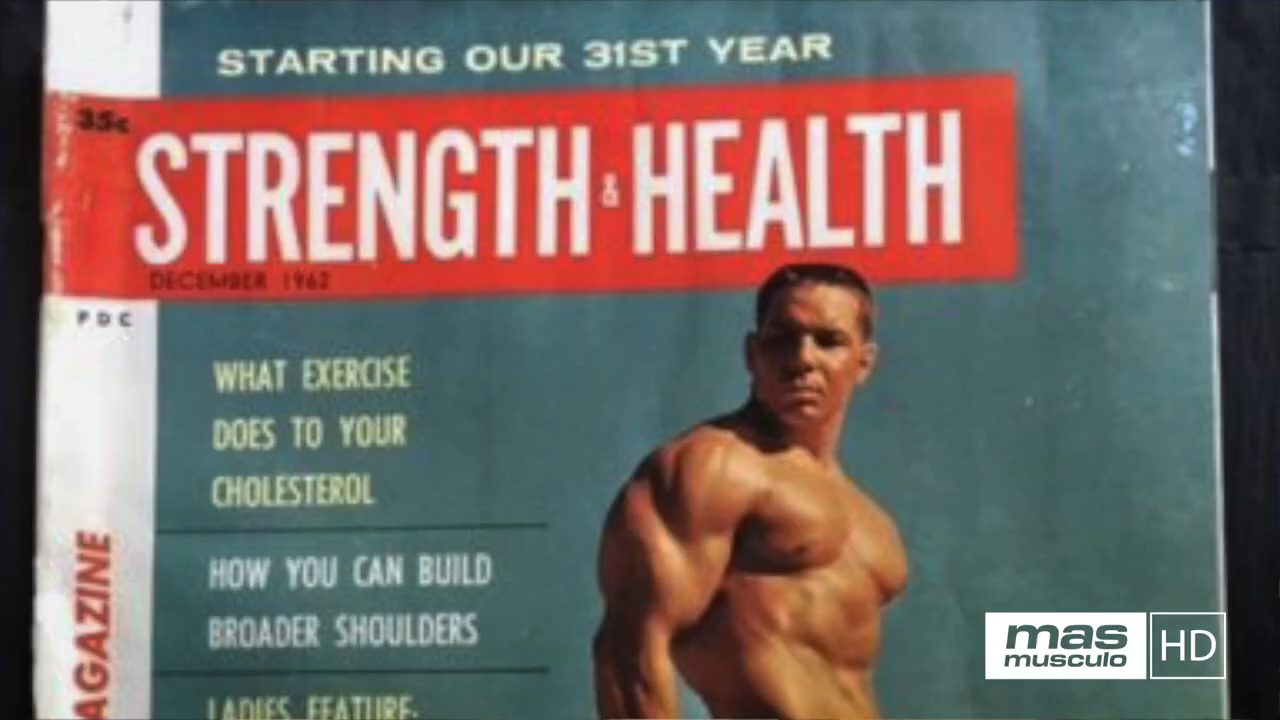 STARTING OUR 31ST YEAR
35¢
STRENGTH & HEALTH
DECEMBER 1962
PDC
WHAT EXERCISE
DOES TO YOUR
CHOLESTEROL
HOW YOU CAN BUILD
BROADER SHOULDERS
LADIES FEATURE:
AGAZINE
mas
musculo
HD